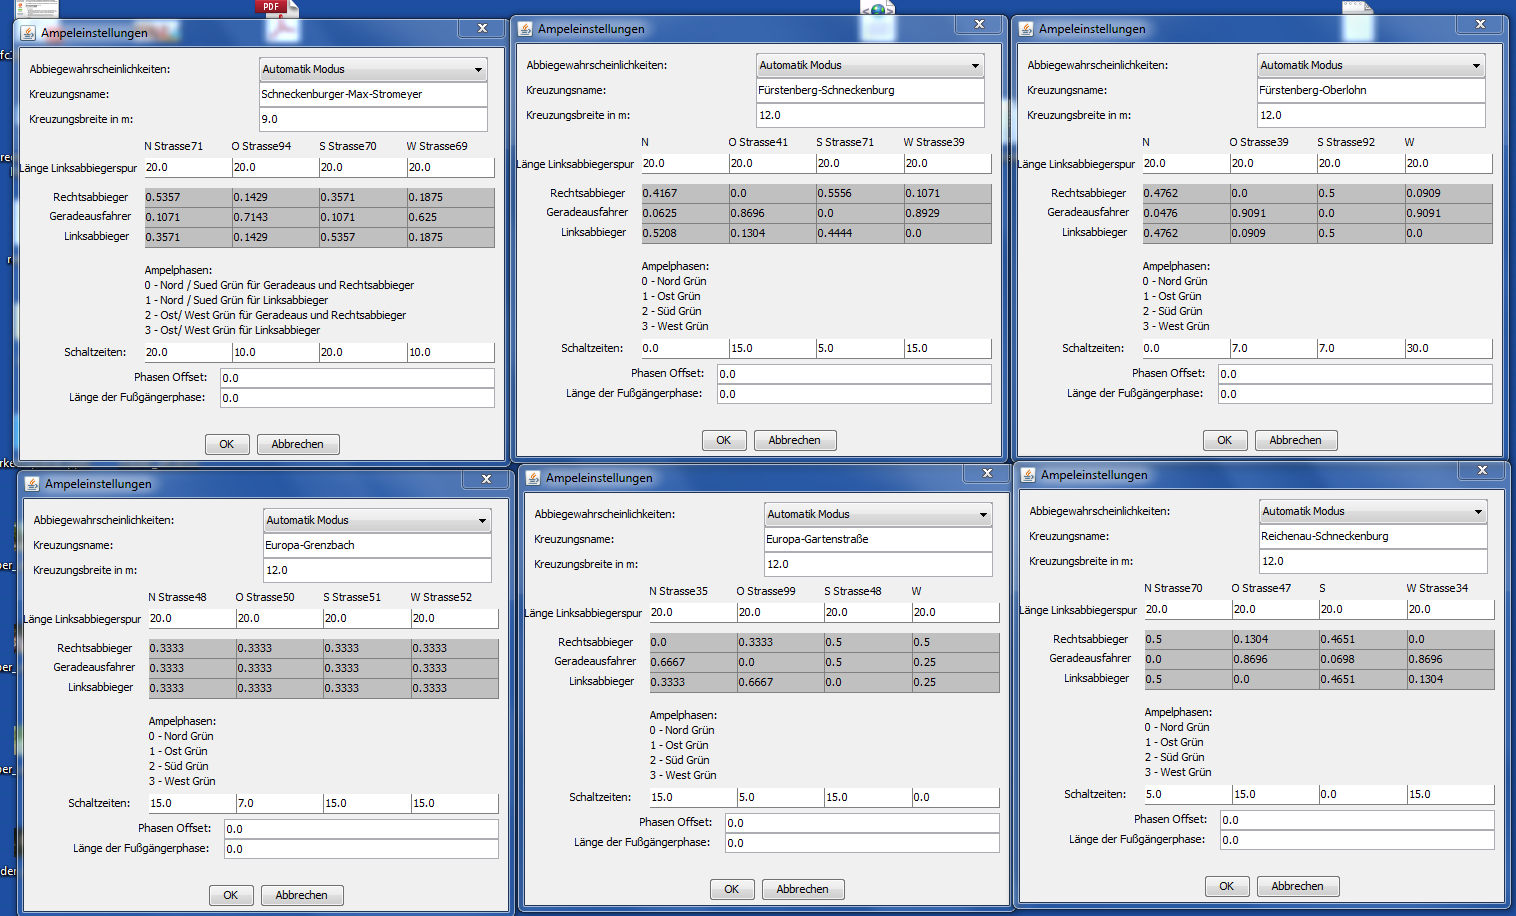 PDF
Ampeleinstellungen
Abbiegewahrscheinlichkeiten: Automatik Modus
Kreuzungsname: Schneckenburger-Max-Stromeyer
Kreuzungsbreite in m: 9.0
N Strasse71 O Strasse94 S Strasse70 W Strasse69
Länge Linksabbiegerspur 20.0 20.0 20.0 20.0
Rechtsabbieger 0.5357 0.1429 0.3571 0.1875
Geradeausfahrer 0.1071 0.7143 0.1071 0.625
Linksabbieger 0.3571 0.1429 0.5357 0.1875
Ampelphasen:
0 - Nord / Sued Grün für Geradeaus und Rechtsabbieger
1 - Nord / Sued Grün für Linksabbieger
2 - Ost/ West Grün für Geradeaus und Rechtsabbieger
3 - Ost/ West Grün für Linksabbieger
Schaltzeiten: 20.0 10.0 20.0 10.0
Phasen Offset: 0.0
Länge der Fußgängerphase: 0.0
OK Abbrechen
Ampeleinstellungen
Abbiegewahrscheinlichkeiten: Automatik Modus
Kreuzungsname: Fürstenberg-Schneckenburg
Kreuzungsbreite in m: 12.0
N O Strasse41 S Strasse71 W Strasse39
Länge Linksabbiegerspur 20.0 20.0 20.0 20.0
Rechtsabbieger 0.4167 0.0 0.5556 0.1071
Geradeausfahrer 0.0625 0.8696 0.0 0.8929
Linksabbieger 0.5208 0.1304 0.4444 0.0
Ampelphasen:
0 - Nord Grün
1 - Ost Grün
2 - Süd Grün
3 - West Grün
Schaltzeiten: 0.0 15.0 5.0 15.0
Phasen Offset: 0.0
Länge der Fußgängerphase: 0.0
OK Abbrechen
Ampeleinstellungen
Abbiegewahrscheinlichkeiten: Automatik Modus
Kreuzungsname: Fürstenberg-Oberlohn
Kreuzungsbreite in m: 12.0
N O Strasse39 S Strasse92 W
Länge Linksabbiegerspur 20.0 20.0 20.0 20.0
Rechtsabbieger 0.4762 0.0 0.5 0.0909
Geradeausfahrer 0.0476 0.9091 0.0 0.9091
Linksabbieger 0.4762 0.0909 0.5 0.0
Ampelphasen:
0 - Nord Grün
1 - Ost Grün
2 - Süd Grün
3 - West Grün
Schaltzeiten: 0.0 7.0 7.0 30.0
Phasen Offset: 0.0
Länge der Fußgängerphase: 0.0
OK Abbrechen
Ampeleinstellungen
Abbiegewahrscheinlichkeiten: Automatik Modus
Kreuzungsname: Europa-Grenzbach
Kreuzungsbreite in m: 12.0
N Strasse48 O Strasse50 S Strasse51 W Strasse52
Länge Linksabbiegerspur 20.0 20.0 20.0 20.0
Rechtsabbieger 0.3333 0.3333 0.3333 0.3333
Geradeausfahrer 0.3333 0.3333 0.3333 0.3333
Linksabbieger 0.3333 0.3333 0.3333 0.3333
Ampelphasen:
0 - Nord Grün
1 - Ost Grün
2 - Süd Grün
3 - West Grün
Schaltzeiten: 15.0 7.0 15.0 15.0
Phasen Offset: 0.0
Länge der Fußgängerphase: 0.0
OK Abbrechen
Ampeleinstellungen
Abbiegewahrscheinlichkeiten: Automatik Modus
Kreuzungsname: Europa-Gartenstraße
Kreuzungsbreite in m: 12.0
N Strasse35 O Strasse99 S Strasse48 W
Länge Linksabbiegerspur 20.0 20.0 20.0 20.0
Rechtsabbieger 0.0 0.3333 0.5 0.5
Geradeausfahrer 0.6667 0.0 0.5 0.25
Linksabbieger 0.3333 0.6667 0.0 0.25
Ampelphasen:
0 - Nord Grün
1 - Ost Grün
2 - Süd Grün
3 - West Grün
Schaltzeiten: 15.0 5.0 15.0 0.0
Phasen Offset: 0.0
Länge der Fußgängerphase: 0.0
OK Abbrechen
Ampeleinstellungen
Abbiegewahrscheinlichkeiten: Automatik Modus
Kreuzungsname: Reichenau-Schneckenburg
Kreuzungsbreite in m: 12.0
N Strasse70 O Strasse47 S W Strasse34
Länge Linksabbiegerspur 20.0 20.0 20.0 20.0
Rechtsabbieger 0.5 0.1304 0.4651 0.0
Geradeausfahrer 0.0 0.8696 0.0698 0.8696
Linksabbieger 0.5 0.0 0.4651 0.1304
Ampelphasen:
0 - Nord Grün
1 - Ost Grün
2 - Süd Grün
3 - West Grün
Schaltzeiten: 5.0 15.0 0.0 15.0
Phasen Offset: 0.0
Länge der Fußgängerphase: 0.0
OK Abbrechen